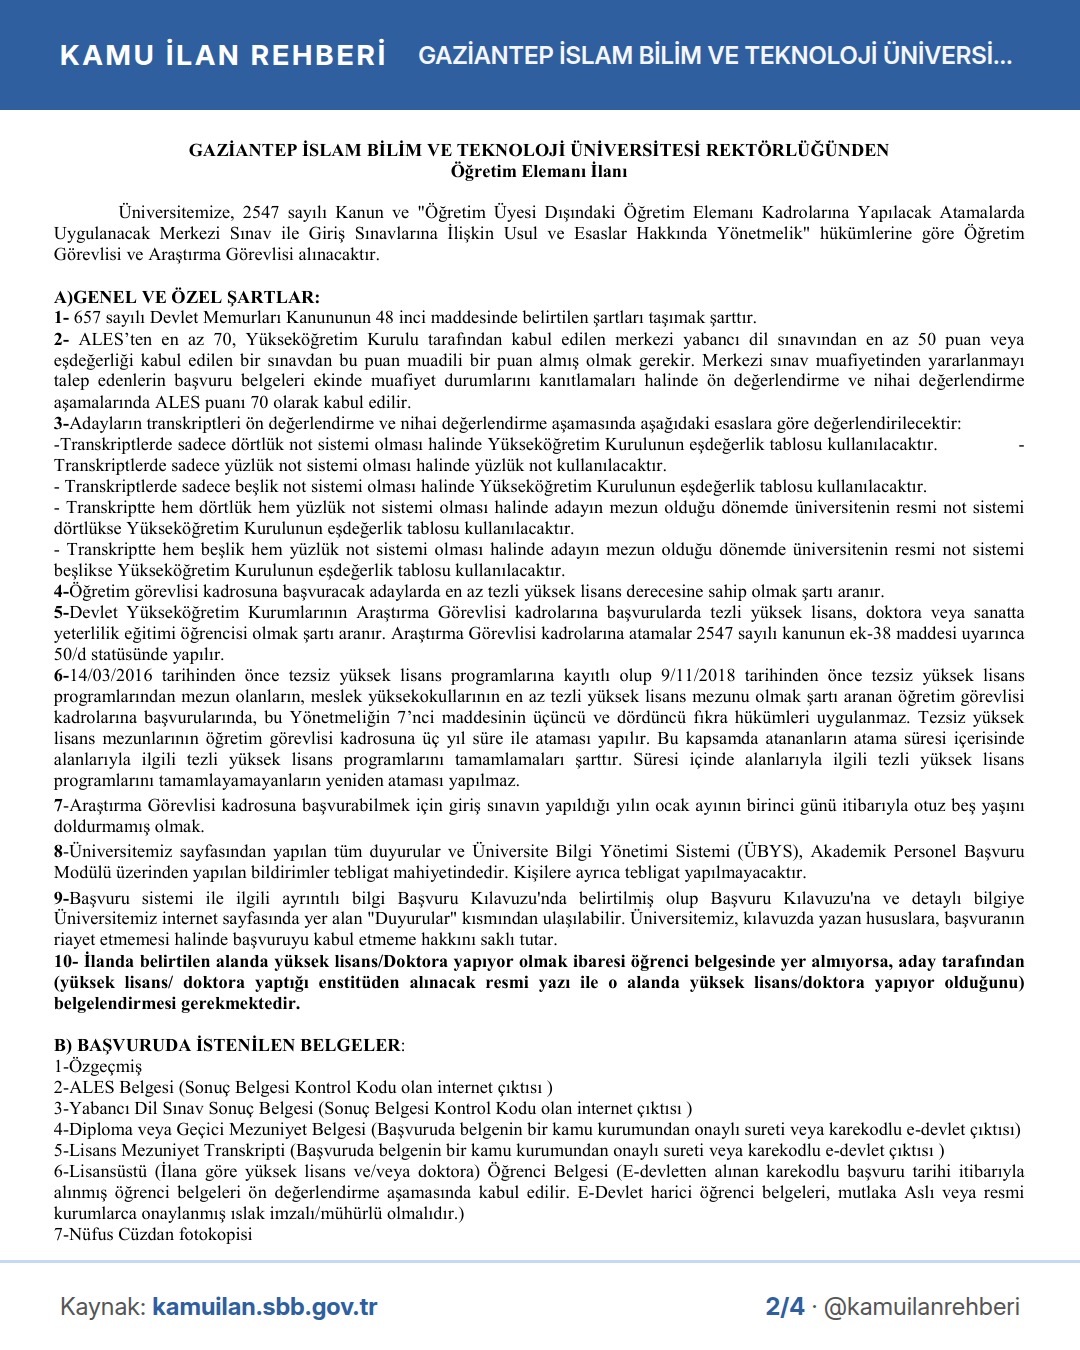 KAMU İLAN REHBERİ GAZİANTEP İSLAM BİLİM VE TEKNOLOJİ ÜNİVERSİ...
GAZİANTEP İSLAM BİLİM VE TEKNOLOJİ ÜNİVERSİTESİ REKTÖRLÜĞÜNDEN
Öğretim Elemanı İlanı
Üniversitemize, 2547 sayılı Kanun ve "Öğretim Üyesi Dışındaki Öğretim Elemanı Kadrolarına Yapılacak Atamalarda
Uygulanacak Merkezi Sınav ile Giriş Sınavlarına İlişkin Usul ve Esaslar Hakkında Yönetmelik" hükümlerine göre Öğretim
Görevlisi ve Araştırma Görevlisi alınacaktır.
A)GENEL VE ÖZEL ŞARTLAR:
1- 657 sayılı Devlet Memurları Kanununun 48 inci maddesinde belirtilen şartları taşımak şarttır.
2- ALES’ten en az 70, Yükseköğretim Kurulu tarafından kabul edilen merkezi yabancı dil sınavından en az 50 puan veya
eşdeğerliği kabul edilen bir sınavdan bu puan muadili bir puan almış olmak gerekir. Merkezi sınav muafiyetinden yararlanmayı
talep edenlerin başvuru belgeleri ekinde muafiyet durumlarını kanıtlamaları halinde ön değerlendirme ve nihai değerlendirme
aşamalarında ALES puanı 70 olarak kabul edilir.
3-Adayların transkriptleri ön değerlendirme ve nihai değerlendirme aşamasında aşağıdaki esaslara göre değerlendirilecektir:
-Transkriptlerde sadece dörtlük not sistemi olması halinde Yükseköğretim Kurulunun eşdeğerlik tablosu kullanılacaktır. -
Transkriptlerde sadece yüzlük not sistemi olması halinde yüzlük not kullanılacaktır.
- Transkriptlerde sadece beşlik not sistemi olması halinde Yükseköğretim Kurulunun eşdeğerlik tablosu kullanılacaktır.
- Transkriptte hem dörtlük hem yüzlük not sistemi olması halinde adayın mezun olduğu dönemde üniversitenin resmi not sistemi
dörtlükse Yükseköğretim Kurulunun eşdeğerlik tablosu kullanılacaktır.
- Transkriptte hem beşlik hem yüzlük not sistemi olması halinde adayın mezun olduğu dönemde üniversitenin resmi not sistemi
beşlikse Yükseköğretim Kurulunun eşdeğerlik tablosu kullanılacaktır.
4-Öğretim görevlisi kadrosuna başvuracak adaylarda en az tezli yüksek lisans derecesine sahip olmak şartı aranır.
5-Devlet Yükseköğretim Kurumlarının Araştırma Görevlisi kadrolarına başvurularda tezli yüksek lisans, doktora veya sanatta
yeterlilik eğitimi öğrencisi olmak şartı aranır. Araştırma Görevlisi kadrolarına atamalar 2547 sayılı kanunun ek-38 maddesi uyarınca
50/d statüsünde yapılır.
6-14/03/2016 tarihinden önce tezsiz yüksek lisans programlarına kayıtlı olup 9/11/2018 tarihinden önce tezsiz yüksek lisans
programlarından mezun olanların, meslek yüksekokullarının en az tezli yüksek lisans mezunu olmak şartı aranan öğretim görevlisi
kadrolarına başvurularında, bu Yönetmeliğin 7’nci maddesinin üçüncü ve dördüncü fıkra hükümleri uygulanmaz. Tezsiz yüksek
lisans mezunlarının öğretim görevlisi kadrosuna üç yıl süre ile ataması yapılır. Bu kapsamda atananların atama süresi içerisinde
alanlarıyla ilgili tezli yüksek lisans programlarını tamamlamaları şarttır. Süresi içinde alanlarıyla ilgili tezli yüksek lisans
programlarını tamamlayamayanların yeniden ataması yapılmaz.
7-Araştırma Görevlisi kadrosuna başvurabilmek için giriş sınavın yapıldığı yılın ocak ayının birinci günü itibarıyla otuz beş yaşını
doldurmamış olmak.
8-Üniversitemiz sayfasından yapılan tüm duyurular ve Üniversite Bilgi Yönetimi Sistemi (ÜBYS), Akademik Personel Başvuru
Modülü üzerinden yapılan bildirimler tebligat mahiyetindedir. Kişilere ayrıca tebligat yapılmayacaktır.
9-Başvuru sistemi ile ilgili ayrıntılı bilgi Başvuru Kılavuzu'nda belirtilmiş olup Başvuru Kılavuzu'na ve detaylı bilgiye
Üniversitemiz internet sayfasında yer alan "Duyurular" kısmından ulaşılabilir. Üniversitemiz, kılavuzda yazan hususlara, başvuranın
riayet etmemesi halinde başvuruyu kabul etmeme hakkını saklı tutar.
10- İlanda belirtilen alanda yüksek lisans/Doktora yapıyor olmak ibaresi öğrenci belgesinde yer almıyorsa, aday tarafından
(yüksek lisans/ doktora yaptığı enstitüden alınacak resmi yazı ile o alanda yüksek lisans/doktora yapıyor olduğunu)
belgelendirmesi gerekmektedir.
B) BAŞVURUDA İSTENİLEN BELGELER:
1-Özgeçmiş
2-ALES Belgesi (Sonuç Belgesi Kontrol Kodu olan internet çıktısı )
3-Yabancı Dil Sınav Sonuç Belgesi (Sonuç Belgesi Kontrol Kodu olan internet çıktısı )
4-Diploma veya Geçici Mezuniyet Belgesi (Başvuruda belgenin bir kamu kurumundan onaylı sureti veya karekodlu e-devlet çıktısı)
5-Lisans Mezuniyet Transkripti (Başvuruda belgenin bir kamu kurumundan onaylı sureti veya karekodlu e-devlet çıktısı )
6-Lisansüstü (İlana göre yüksek lisans ve/veya doktora) Öğrenci Belgesi (E-devletten alınan karekodlu başvuru tarihi itibarıyla
alınmış öğrenci belgeleri ön değerlendirme aşamasında kabul edilir. E-Devlet harici öğrenci belgeleri, mutlaka Aslı veya resmi
kurumlarca onaylanmış ıslak imzalı/mühürlü olmalıdır.)
7-Nüfus Cüzdan fotokopisi
Kaynak: kamuilan.sbb.gov.tr 2/4 · @kamuilanrehberi